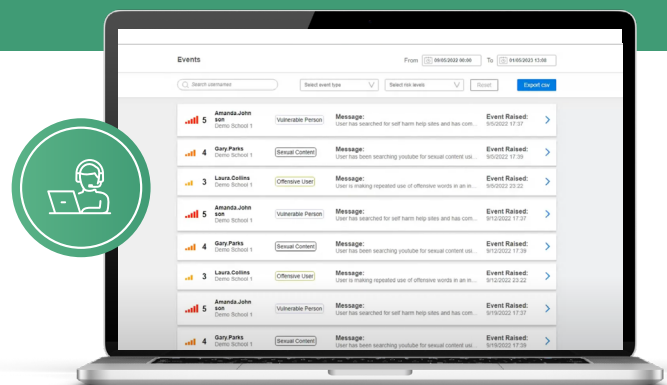 Events
From 09/05/2022 00:00 To 01/05/2023 13:08
Search usernames
Select event type
Select risk levels
Reset
Export csv
5 Amanda.John
son
Demo School 1
Vulnerable Person
Message:
User has searched for self harm help sites and has com...
Event Raised:
9/5/2022 17:37
4 Gary.Parks
Demo School 1
Sexual Content
Message:
User has been searching youtube for sexual content usi...
Event Raised:
9/5/2022 17:39
3 Laura.Collins
Demo School 1
Offensive User
Message:
User is making repeated use of offensive words in an in...
Event Raised:
9/5/2022 23:22
5 Amanda.John
son
Demo School 1
Vulnerable Person
Message:
User has searched for self harm help sites and has com...
Event Raised:
9/12/2022 17:37
4 Gary.Parks
Demo School 1
Sexual Content
Message:
User has been searching youtube for sexual content usi...
Event Raised:
9/12/2022 17:39
3 Laura.Collins
Demo School 1
Offensive User
Message:
User is making repeated use of offensive words in an in...
Event Raised:
9/12/2022 23:22
5 Amanda.John
son
Demo School 1
Vulnerable Person
Message:
User has searched for self harm help sites and has com...
Event Raised:
9/19/2022 17:37
4 Gary.Parks
Demo School 1
Sexual Content
Message:
User has been searching youtube for sexual content usi...
Event Raised:
9/19/2022 17:39